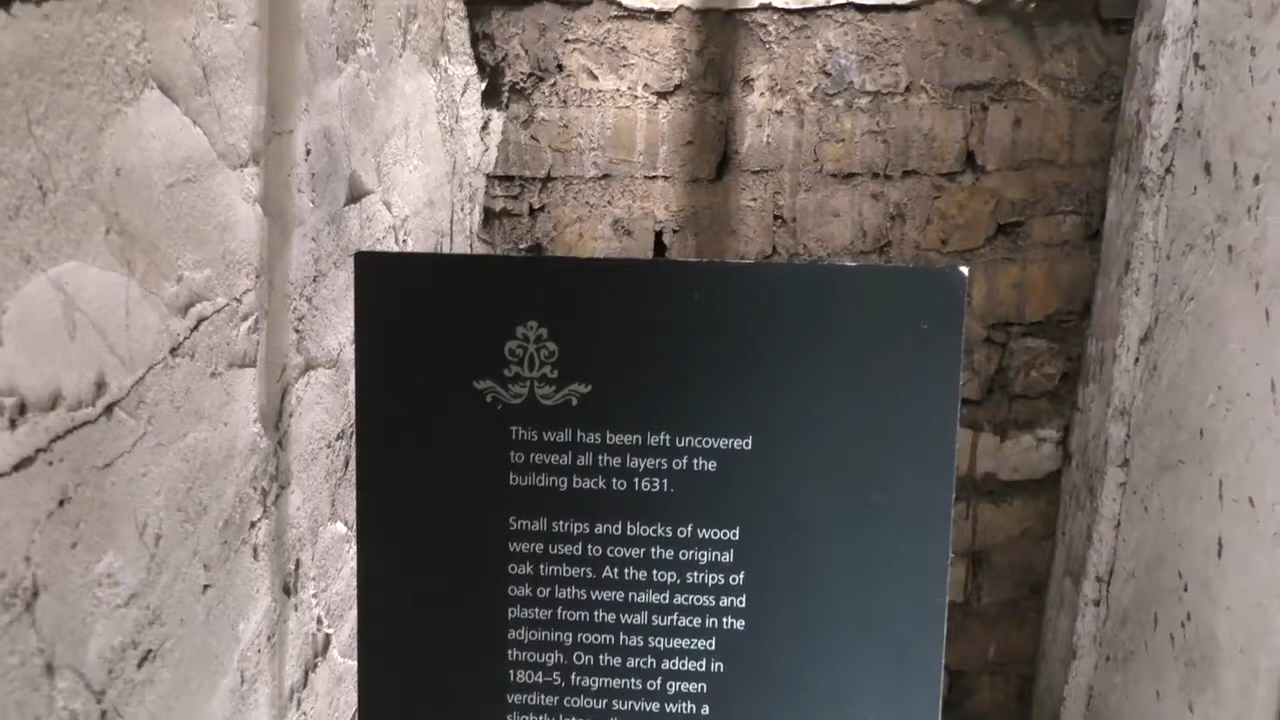 This wall has been left uncovered
to reveal all the layers of the
building back to 1631.
Small strips and blocks of wood
were used to cover the original
oak timbers. At the top, strips of
oak or laths were nailed across and
plaster from the wall surface in the
adjoining room has squeezed
through. On the arch added in
1804–5, fragments of green
verditer colour survive with a
slightly later